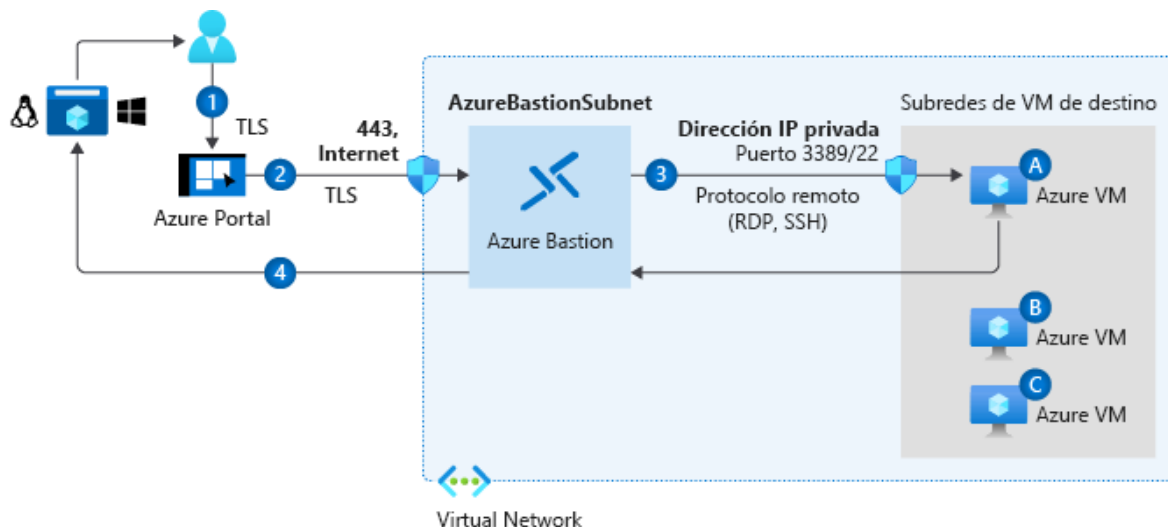 1
TLS
Azure Portal
2
443,
Internet
TLS
AzureBastionSubnet
Azure Bastion
3
Dirección IP privada
Puerto 3389/22
Protocolo remoto
(RDP, SSH)
Subredes de VM de destino
A
Azure VM
B
Azure VM
C
Azure VM
4
Virtual Network